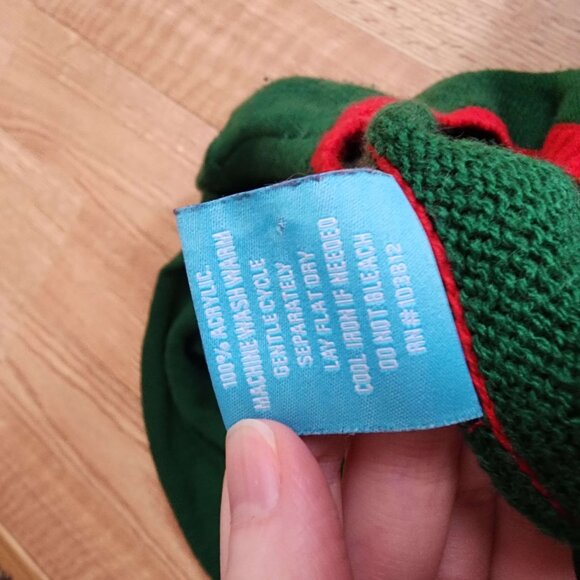 100% ACRYLIC
MACHINE WASH WARM
GENTLE CYCLE
SEPARATELY
LAY FLAT DRY
COOL IRON IF NEEDED
DO NOT BLEACH
RN #103812